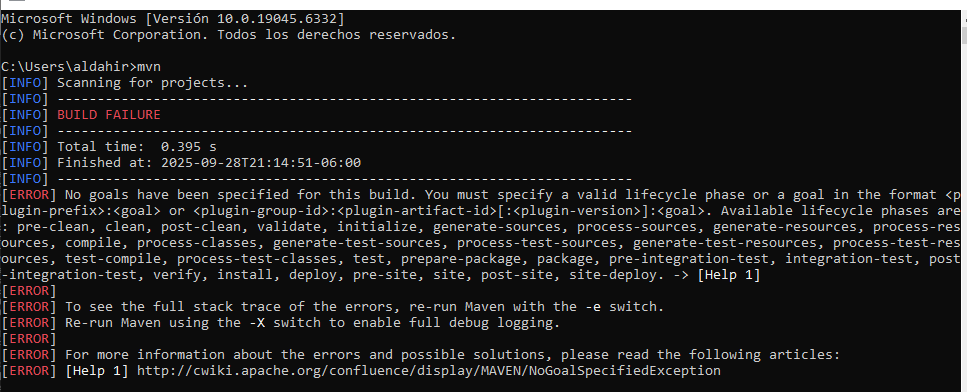 Microsoft Windows [Versión 10.0.19045.6332]
(c) Microsoft Corporation. Todos los derechos reservados.
C:\Users\aldahir>mvn
[INFO] Scanning for projects...
[INFO] ------------------------------------------------------------------------
[INFO] BUILD FAILURE
[INFO] ------------------------------------------------------------------------
[INFO] Total time:  0.395 s
[INFO] Finished at: 2025-09-28T21:14:51-06:00
[INFO] ------------------------------------------------------------------------
[ERROR] No goals have been specified for this build. You must specify a valid lifecycle phase or a goal in the format <p
lugin-prefix>:<goal> or <plugin-group-id>:<plugin-artifact-id>[:<plugin-version>]:<goal>. Available lifecycle phases are
: pre-clean, clean, post-clean, validate, initialize, generate-sources, process-sources, generate-resources, process-res
ources, compile, process-classes, generate-test-sources, process-test-sources, generate-test-resources, process-test-res
ources, test-compile, process-test-classes, test, prepare-package, package, pre-integration-test, integration-test, post
-integration-test, verify, install, deploy, pre-site, site, post-site, site-deploy. -> [Help 1]
[ERROR]
[ERROR] To see the full stack trace of the errors, re-run Maven with the -e switch.
[ERROR] Re-run Maven using the -X switch to enable full debug logging.
[ERROR]
[ERROR] For more information about the errors and possible solutions, please read the following articles:
[ERROR] [Help 1] http://cwiki.apache.org/confluence/display/MAVEN/NoGoalSpecifiedException